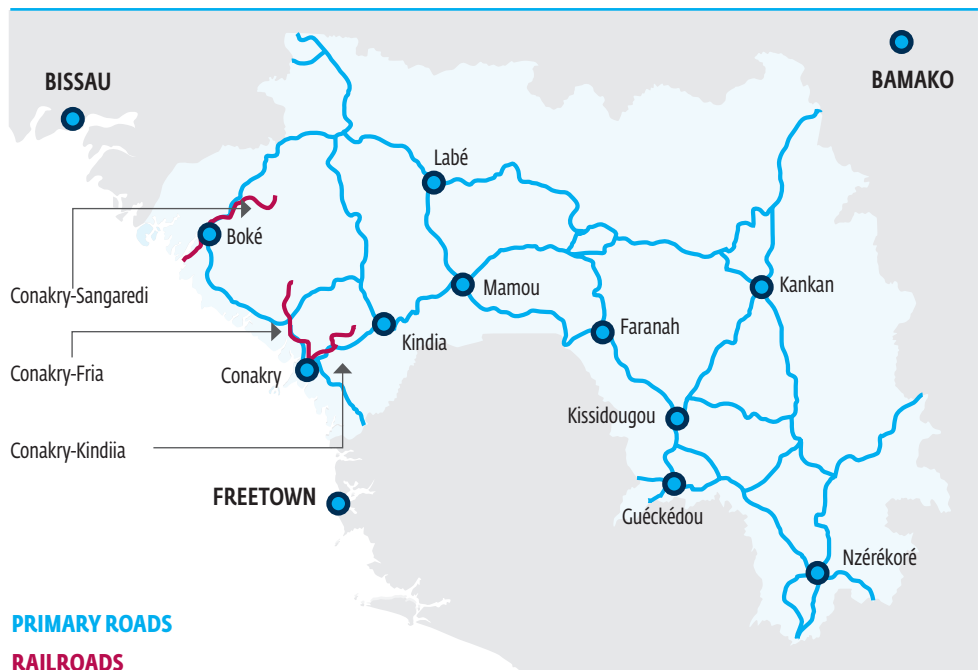 BISSAU
BAMAKO
Labé
Boké
Conakry-Sangaredi
Mamou
Kankan
Kindia
Faranah
Conakry-Fria
Conakry
Kissidougou
Conakry-Kindiia
FREETOWN
Guéckédou
Nzérékoré
PRIMARY ROADS
RAILROADS